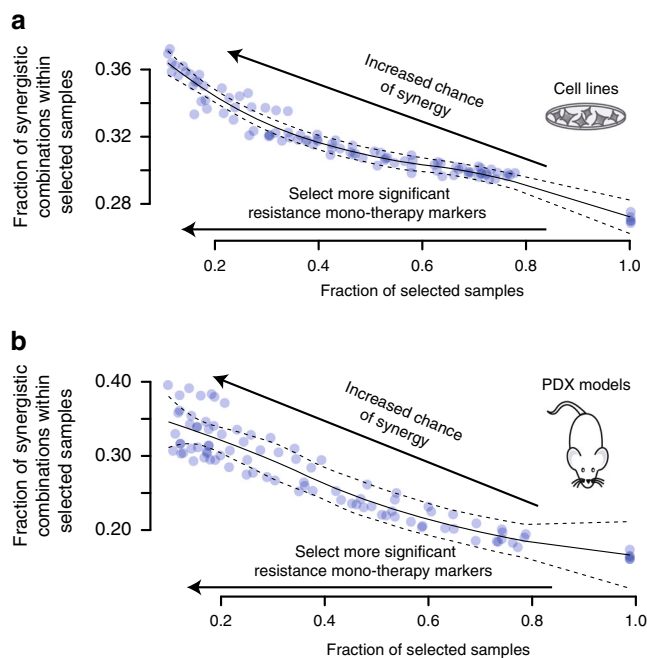 a
Fraction of synergistic
combinations within
selected samples
0.36
0.32
0.28
Increased chance
of synergy
Cell lines
Select more significant
resistance mono-therapy markers
0.2 0.4 0.6 0.8 1.0
Fraction of selected samples
b
Fraction of synergistic
combinations within
selected samples
0.40
0.30
0.20
Increased chance
of synergy
PDX models
Select more significant
resistance mono-therapy markers
0.2 0.4 0.6 0.8 1.0
Fraction of selected samples